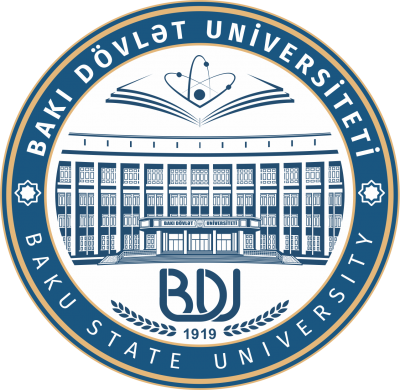 BAKI DÖVLƏT UNİVERSİTETİ
BAKI DÖVLƏT UNİVERSİTETİ
BDU
1919
BAKU STATE UNIVERSITY